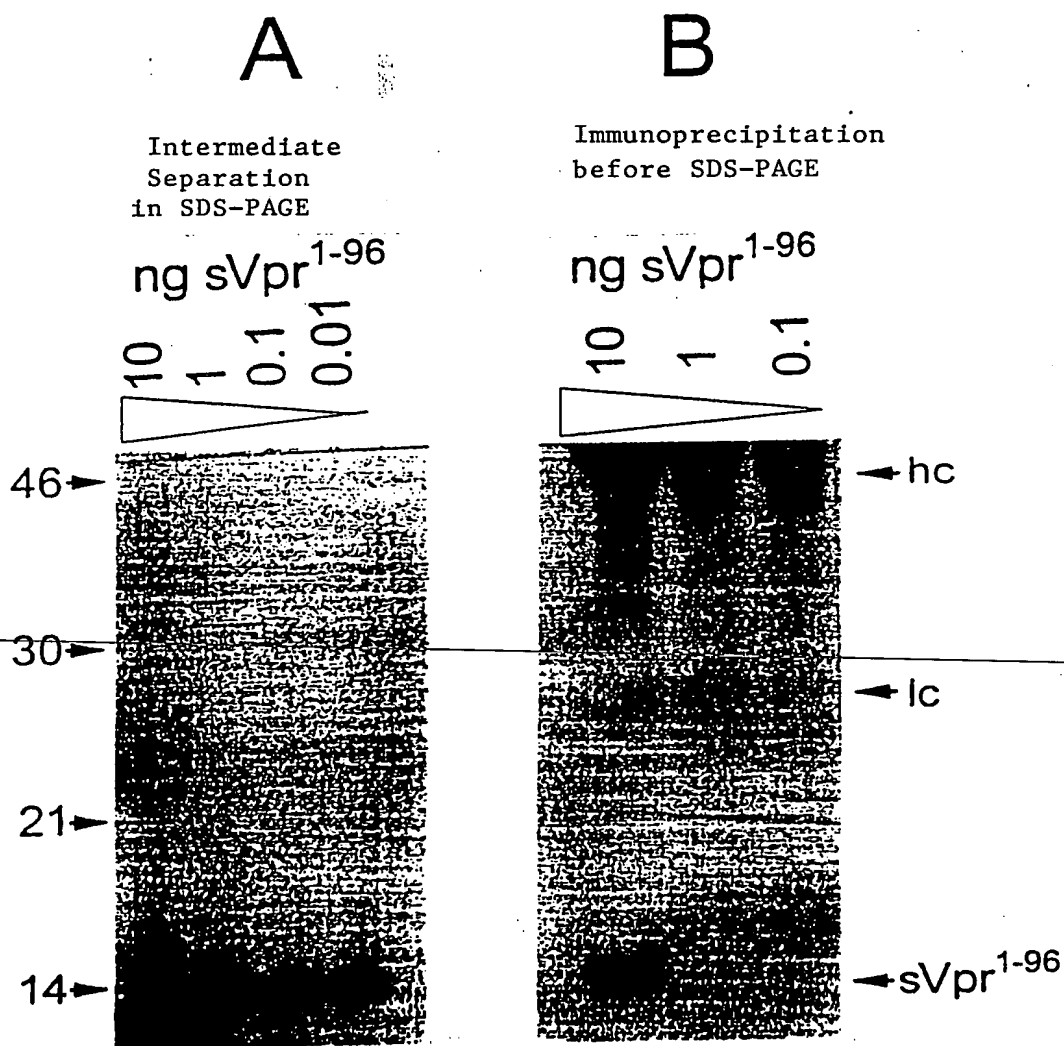 A
Intermediate
Separation
in SDS-PAGE
ng sVpr1-96
10
1
0.1
0.01
46
30
21
14
B
Immunoprecipitation
before SDS-PAGE
ng sVpr1-96
10
1
0.1
hc
lc
sVpr1-96